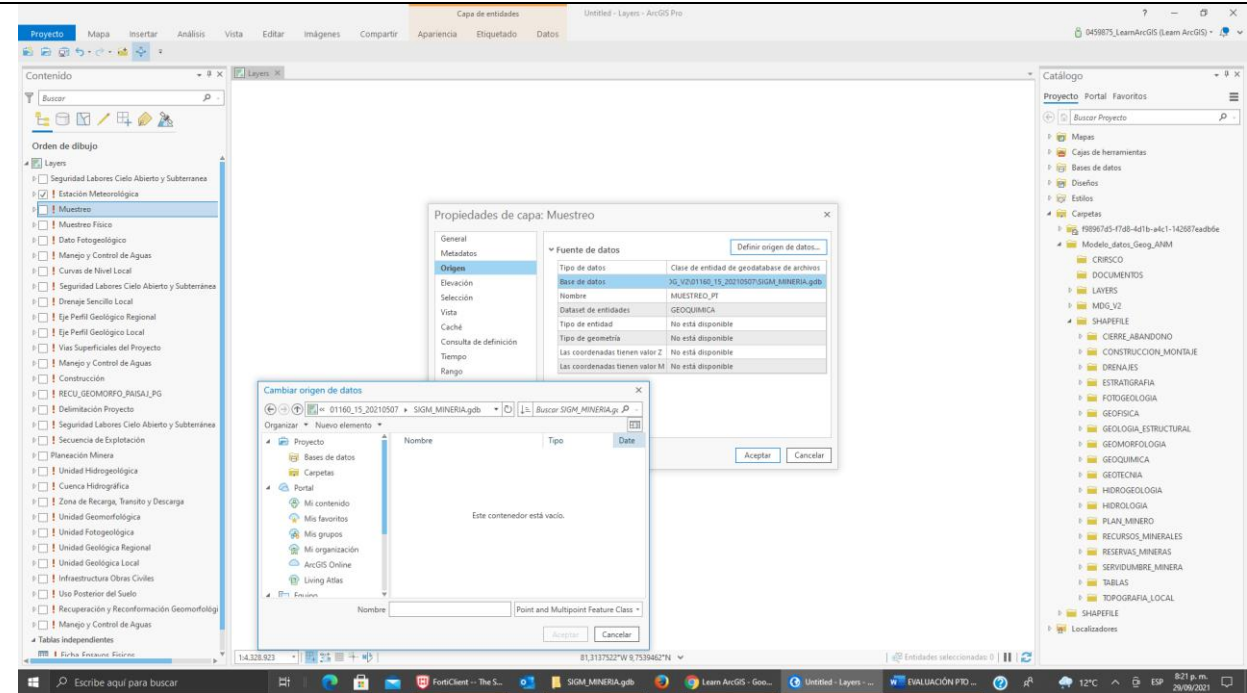 Capa de entidades
Untitled - Layers - ArcGIS Pro
Proyecto Mapa Insertar Análisis Vista Editar Imágenes Compartir Apariencia Etiquetado Datos
0459875_LearnArcGIS (Learn ArcGIS)
Contenido
Buscar
Orden de dibujo
Layers
Seguridad Labores Cielo Abierto y Subterranea
Estación Meteorológica
Muestreo
Muestreo Físico
Dato Fotogeológico
Manejo y Control de Aguas
Curvas de Nivel Local
Seguridad Labores Cielo Abierto y Subterránea
Drenaje Sencillo Local
Eje Perfil Geológico Regional
Eje Perfil Geológico Local
Vias Superficiales del Proyecto
Manejo y Control de Aguas
Construcción
RECU_GEOMORFO_PAISAJ_PG
Delimitación Proyecto
Seguridad Labores Cielo Abierto y Subterránea
Secuencia de Explotación
Planeación Minera
Unidad Hidrogeológica
Cuenca Hidrográfica
Zona de Recarga, Transito y Descarga
Unidad Geomorfológica
Unidad Fotogeológica
Unidad Geológica Regional
Unidad Geológica Local
Infraestructura Obras Civiles
Uso Posterior del Suelo
Recuperación y Reconformación Geomorfológi
Manejo y Control de Aguas
Tablas independientes
Ficha Ensayos Fisicos
Layers
Propiedades de capa: Muestreo
General
Metadatos
Origen
Elevación
Selección
Vista
Caché
Consulta de definición
Tiempo
Rango
Fuente de datos
Definir origen de datos...
Tipo de datos Clase de entidad de geodatabase de archivos
Base de datos )G_V2\01160_15_20210507\SIGM_MINERIA.gdb
Nombre MUESTREO_PT
Dataset de entidades GEOQUIMICA
Tipo de entidad No está disponible
Tipo de geometría No está disponible
Las coordenadas tienen valor Z No está disponible
Las coordenadas tienen valor M No está disponible
Aceptar Cancelar
Cambiar origen de datos
« 01160_15_20210507 SIGM_MINERIA.gdb
Buscar SIGM_MINERIA.gc
Organizar Nuevo elemento
Proyecto
Bases de datos
Carpetas
Portal
Mi contenido
Mis favoritos
Mis grupos
Mi organización
ArcGIS Online
Living Atlas
Equipo
Nombre Tipo Date
Este contenedor está vacío.
Nombre
Point and Multipoint Feature Class
Aceptar Cancelar
1:4.328.923
81,3137522°W 9,7539462°N
Entidades seleccionadas: 0
Catálogo
Proyecto Portal Favoritos
Buscar Proyecto
Mapas
Cajas de herramientas
Bases de datos
Diseños
Estilos
Carpetas
f98967d5-f7d8-4d1b-a4c1-142687eadb6e
Modelo_datos_Geog_ANM
CRIRSCO
DOCUMENTOS
LAYERS
MDG_V2
SHAPEFILE
CIERRE_ABANDONO
CONSTRUCCION_MONTAJE
DRENAJES
ESTRATIGRAFIA
FOTOGEOLOGIA
GEOFISICA
GEOLOGIA_ESTRUCTURAL
GEOMORFOLOGIA
GEOQUIMICA
GEOTECNIA
HIDROGEOLOGIA
HIDROLOGIA
PLAN_MINERO
RECURSOS_MINERALES
RESERVAS_MINERAS
SERVIDUMBRE_MINERA
TABLAS
TOPOGRAFIA_LOCAL
SHAPEFILE
Localizadores
Escribe aquí para buscar
FortiClient -- The S...
SIGM_MINERIA.gdb
Learn ArcGIS - Goo...
Untitled - Layers - ...
EVALUACIÓN PTO ...
12°C
ESP
8:21 p. m.
29/09/2021